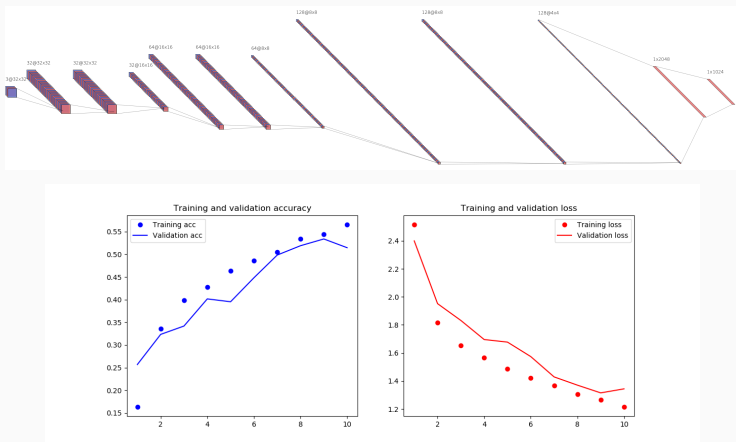 3@32x32
32@32x32
32@32x32
32@16x16
64@16x16
64@16x16
64@8x8
128@8x8
128@8x8
128@4x4
1x2048
1x1024
Training and validation accuracy
Training acc
Validation acc
0.55
0.50
0.45
0.40
0.35
0.30
0.25
0.20
0.15
2 4 6 8 10
Training and validation loss
Training loss
Validation loss
2.4
2.2
2.0
1.8
1.6
1.4
1.2
2 4 6 8 10